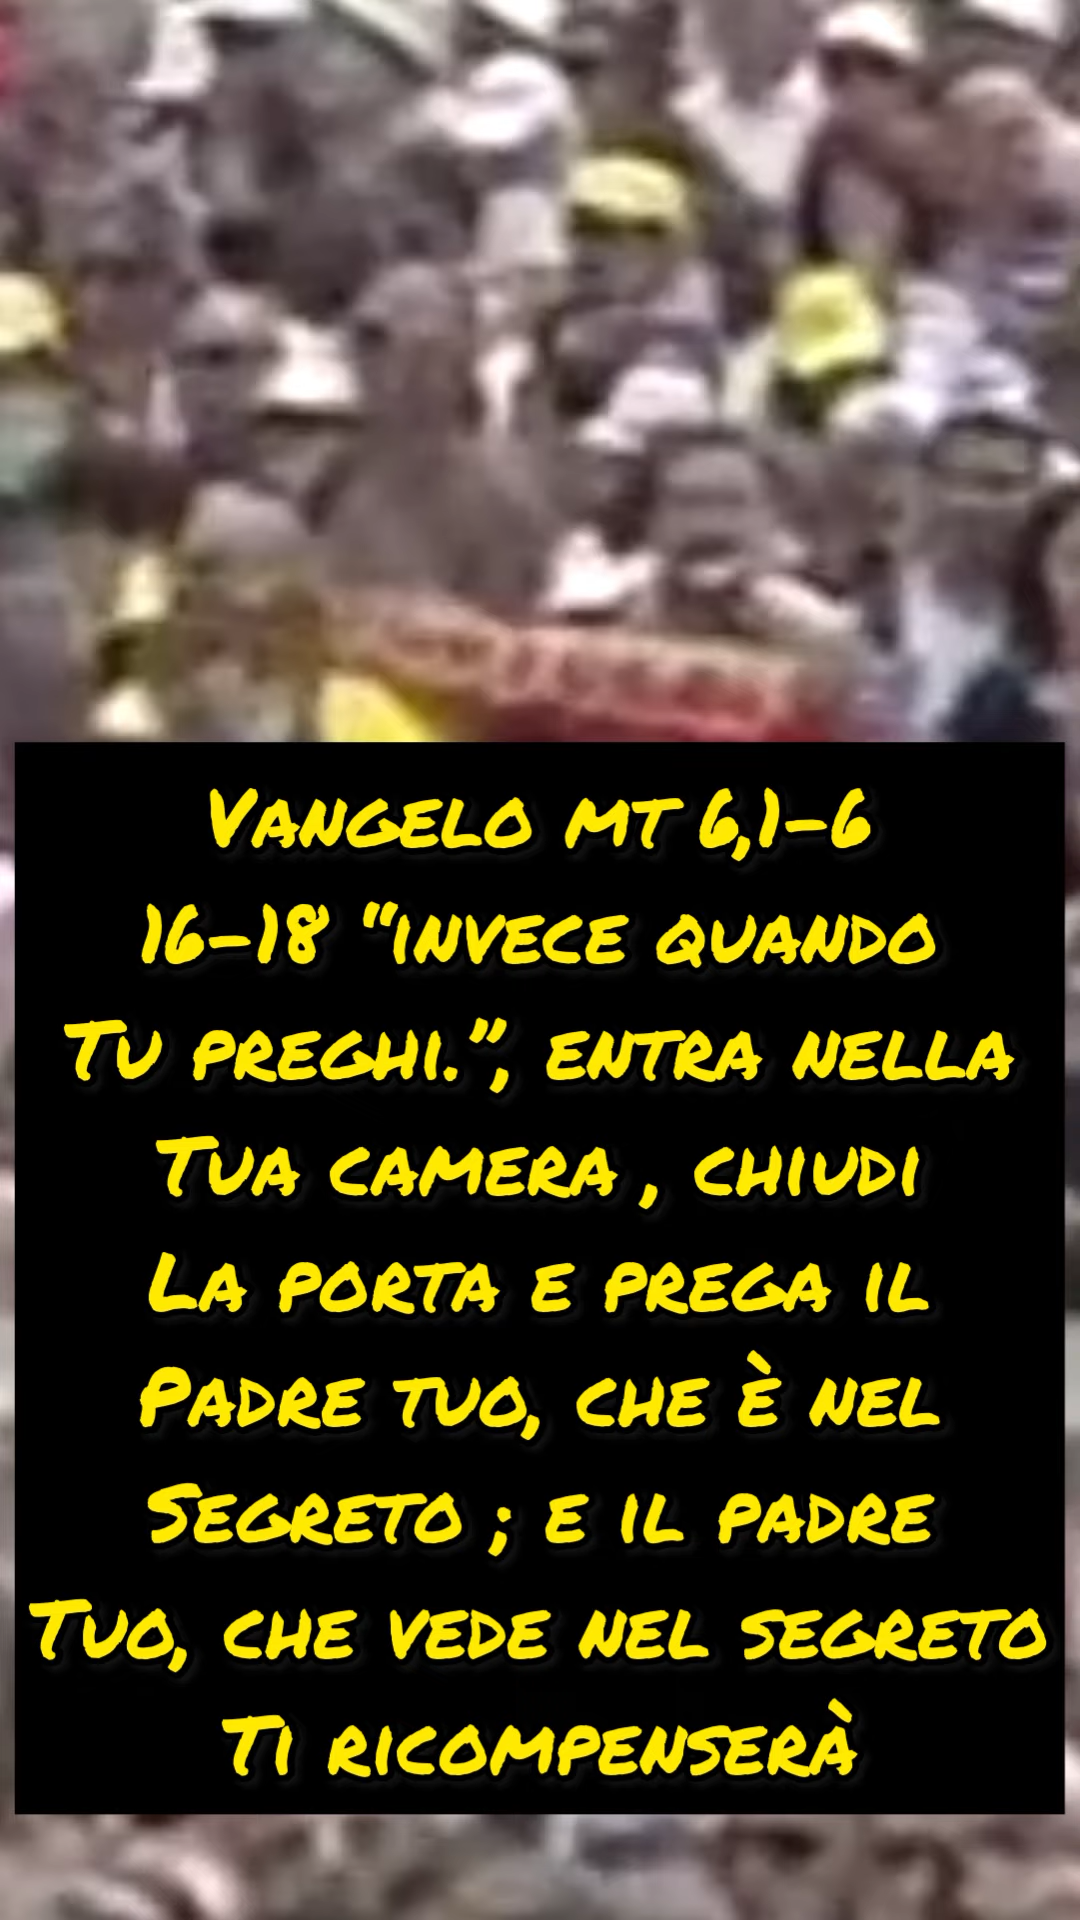 Vangelo mt 6,1-6
16-18 "invece quando
Tu preghi.", entra nella
Tua camera , chiudi
La porta e prega il
Padre tuo, che è nel
Segreto ; e il padre
Tuo, che vede nel segreto
Ti ricompenserà